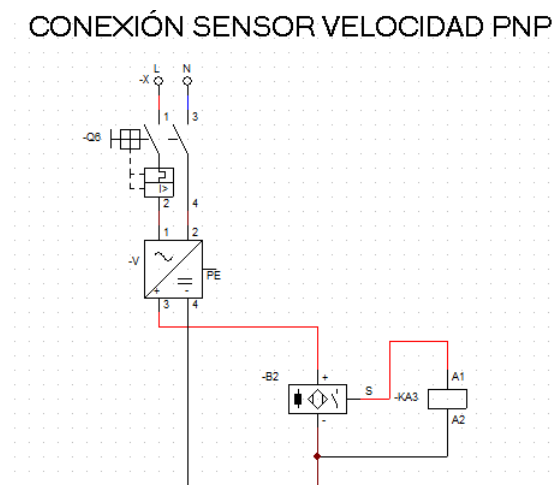 CONEXIÓN SENSOR VELOCIDAD PNP
L N
-X
1 3
-Q6
I>
2 4
1 2
-V
PE
+ -
3 4
-B2 + S -KA3 A1
A2
-